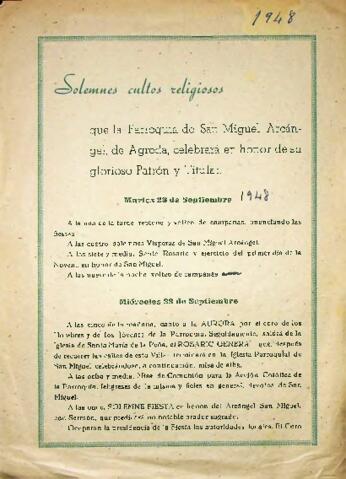 1948
Solemnes cultos religiosos
que la Parroquia de San Miguel Arcán-
gel, de Agreda, celebrará en honor de su
glorioso Patrón y Titular.
Martes 28 de Septiembre 1948
A la una de la tarde repique y volteo de campanas, anunciando las
fiestas.
A las cuatro, solemnes Vísperas de San Miguel Arcángel.
A las siete y media, Santo Rosario y ejercicio del primer día de la
Novena en honor de San Miguel.
A las nueve de la noche, volteo de campanas
Miércoles 29 de Septiembre
A las cinco de la mañana, canto a la AURORA por el coro de los
Hombres y de los Jóvenes de la Parroquia. Seguidamente, saldrá de la
Iglesia de Santa María de la Peña, el ROSARIO GENERAL que, después
de recorrer las calles de esta Villa, terminará en la Iglesia Parroquial de
San Miguel celebrándose, a continuación, misa de alba.
A las ocho y media, Misa de Comunión para la Acción Católica de
la Parroquia, feligreses de la misma y fieles en general, devotos de San
Miguel.
A las once, SOLEMNE FIESTA en honor del Arcángel San Miguel,
con Sermón, que predicará un notable orador sagrado.
Ocuparán la presidencia de la Fiesta las autoridades locales. El Coro